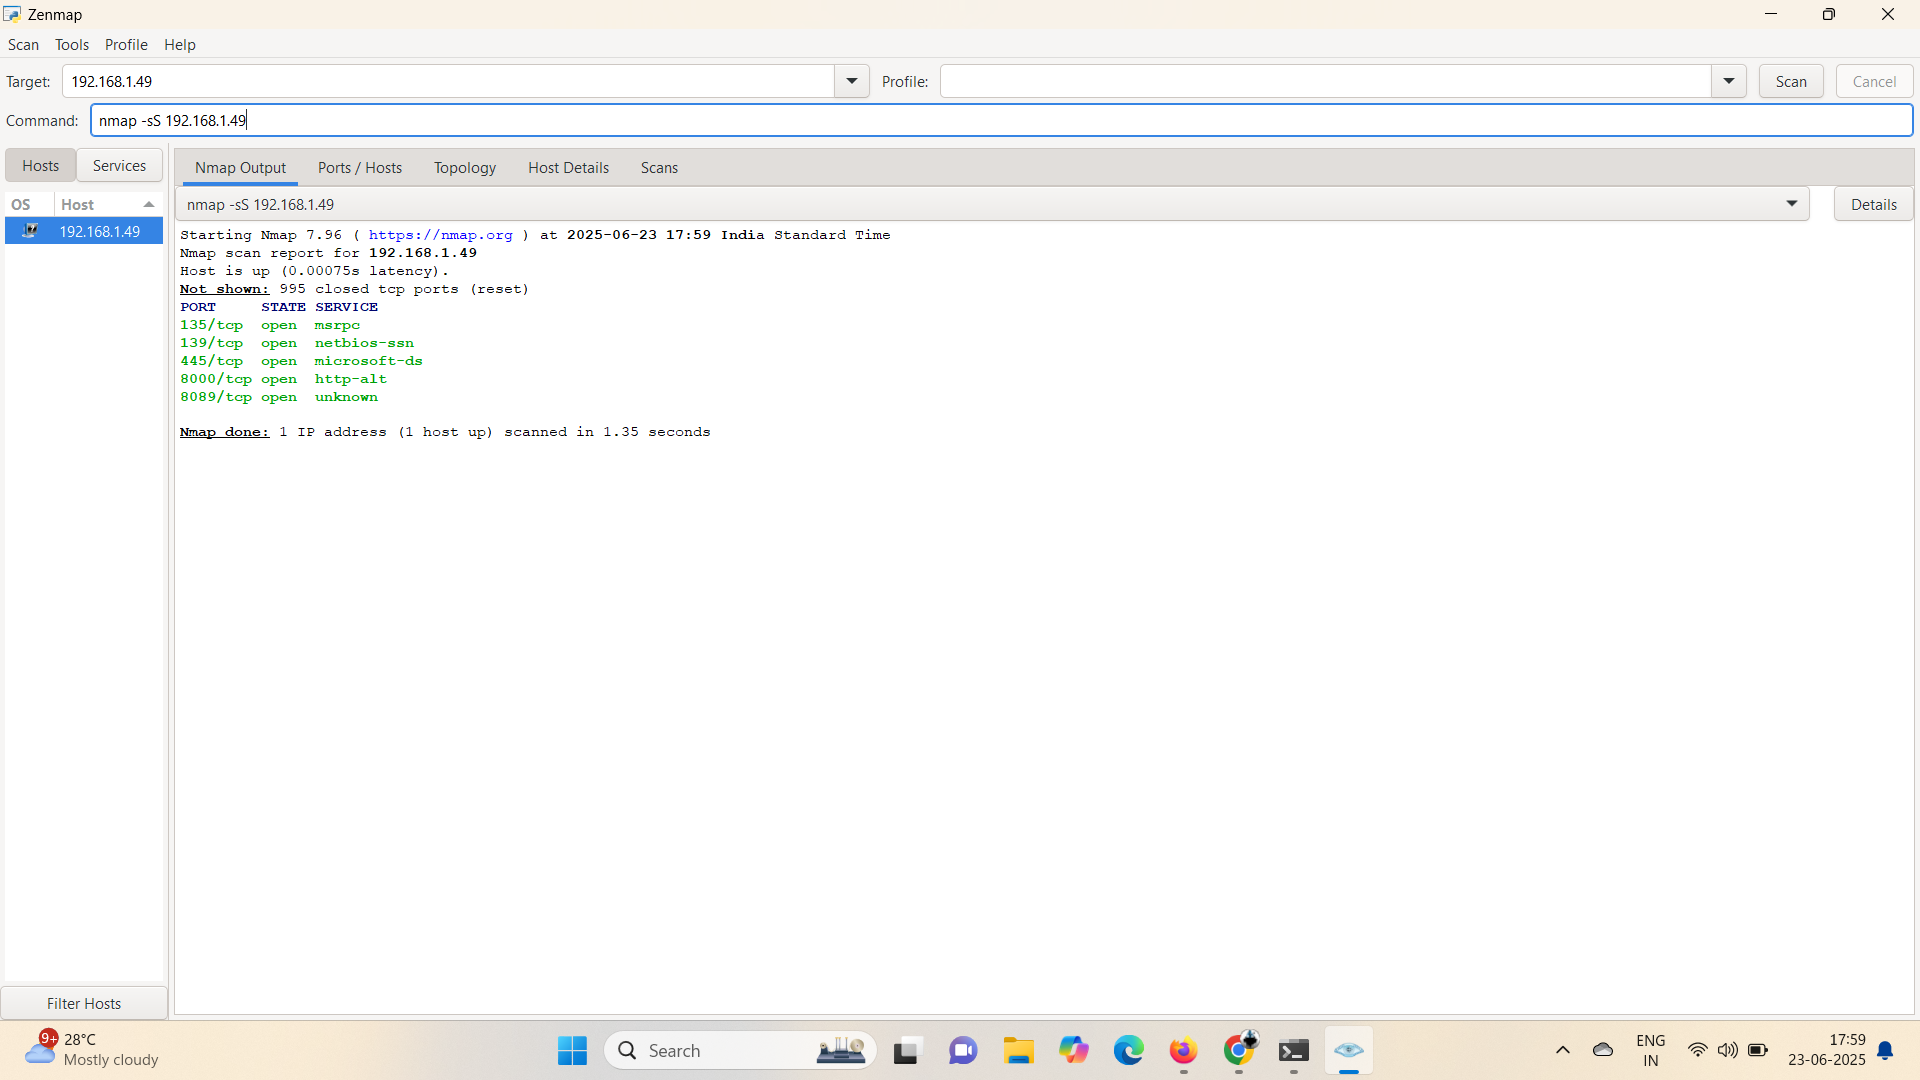 Zenmap
Scan Tools Profile Help
Target: 192.168.1.49 Profile: Scan Cancel
Command: nmap -sS 192.168.1.49
Hosts Services
Nmap Output Ports / Hosts Topology Host Details Scans
OS Host
nmap -sS 192.168.1.49 Details
192.168.1.49
Starting Nmap 7.96 ( https://nmap.org ) at 2025-06-23 17:59 India Standard Time
Nmap scan report for 192.168.1.49
Host is up (0.00075s latency).
Not shown: 995 closed tcp ports (reset)
PORT STATE SERVICE
135/tcp open msrpc
139/tcp open netbios-ssn
445/tcp open microsoft-ds
8000/tcp open http-alt
8089/tcp open unknown
Nmap done: 1 IP address (1 host up) scanned in 1.35 seconds
Filter Hosts
9+
28°C
Mostly cloudy
Search
ENG
IN
17:59
23-06-2025